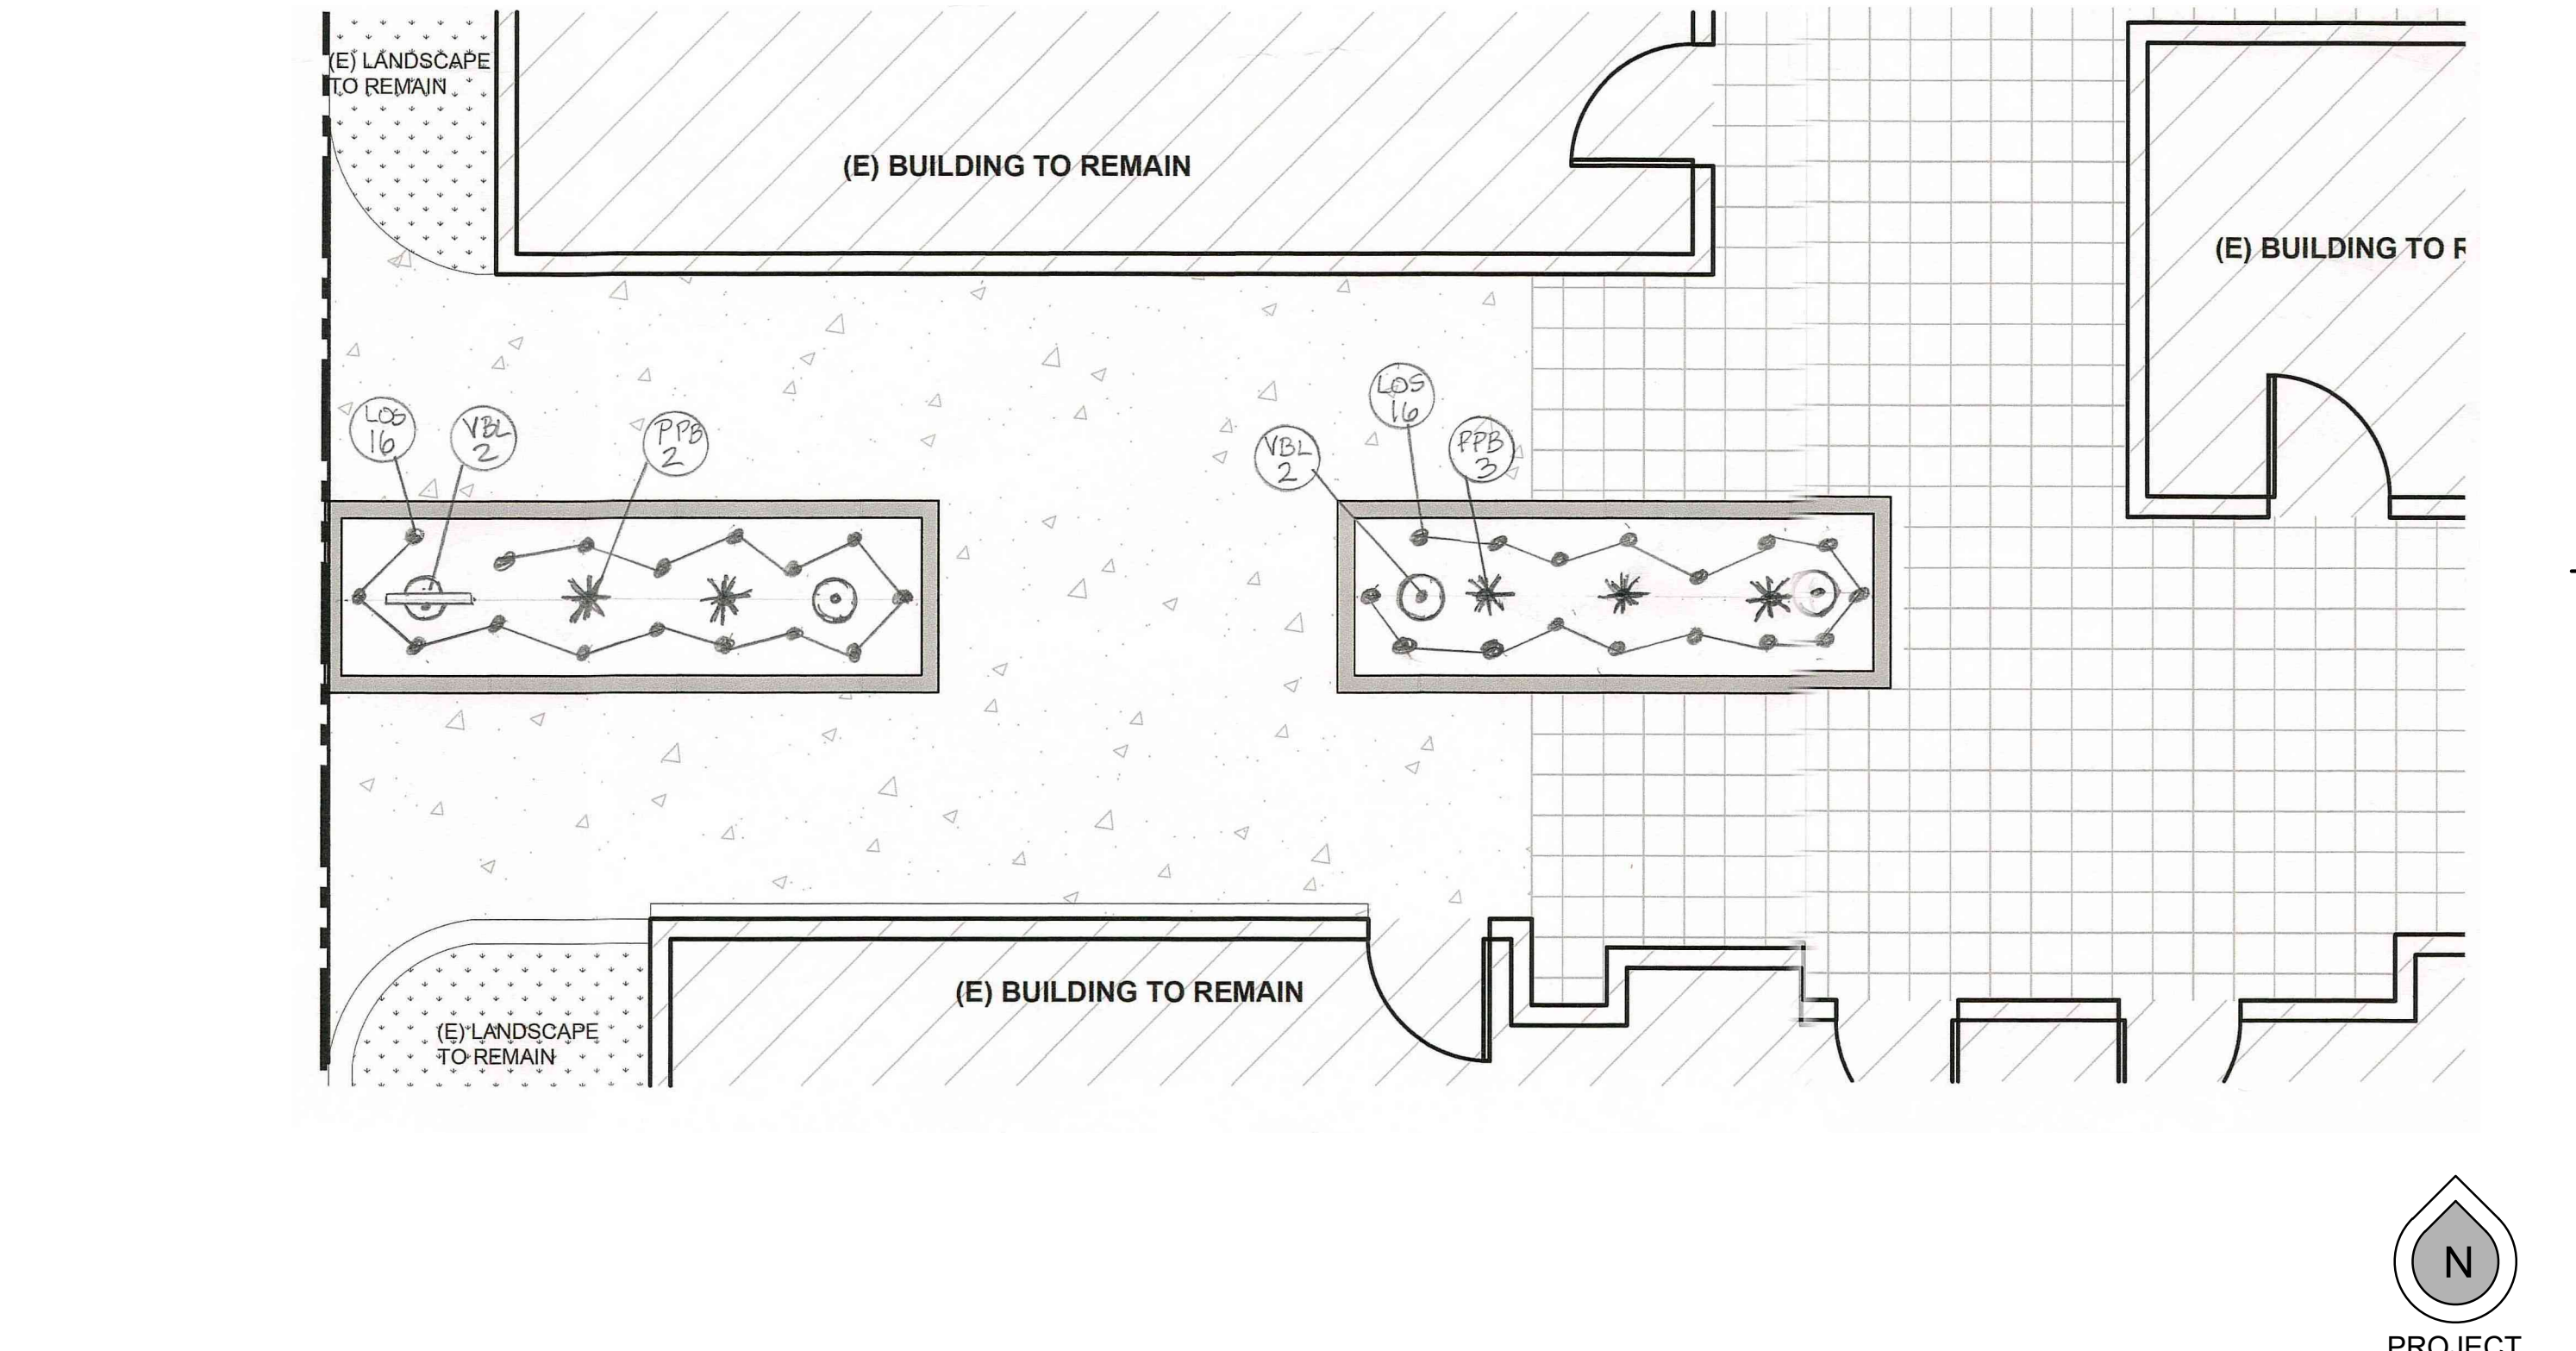 (E) LANDSCAPE
TO REMAIN
(E) BUILDING TO REMAIN
(E) BUILDING TO R
LOS
16
VBL
2
PPB
2
VBL
2
LOS
16
PPB
3
(E) BUILDING TO REMAIN
(E) LANDSCAPE
TO REMAIN
N
PROJECT